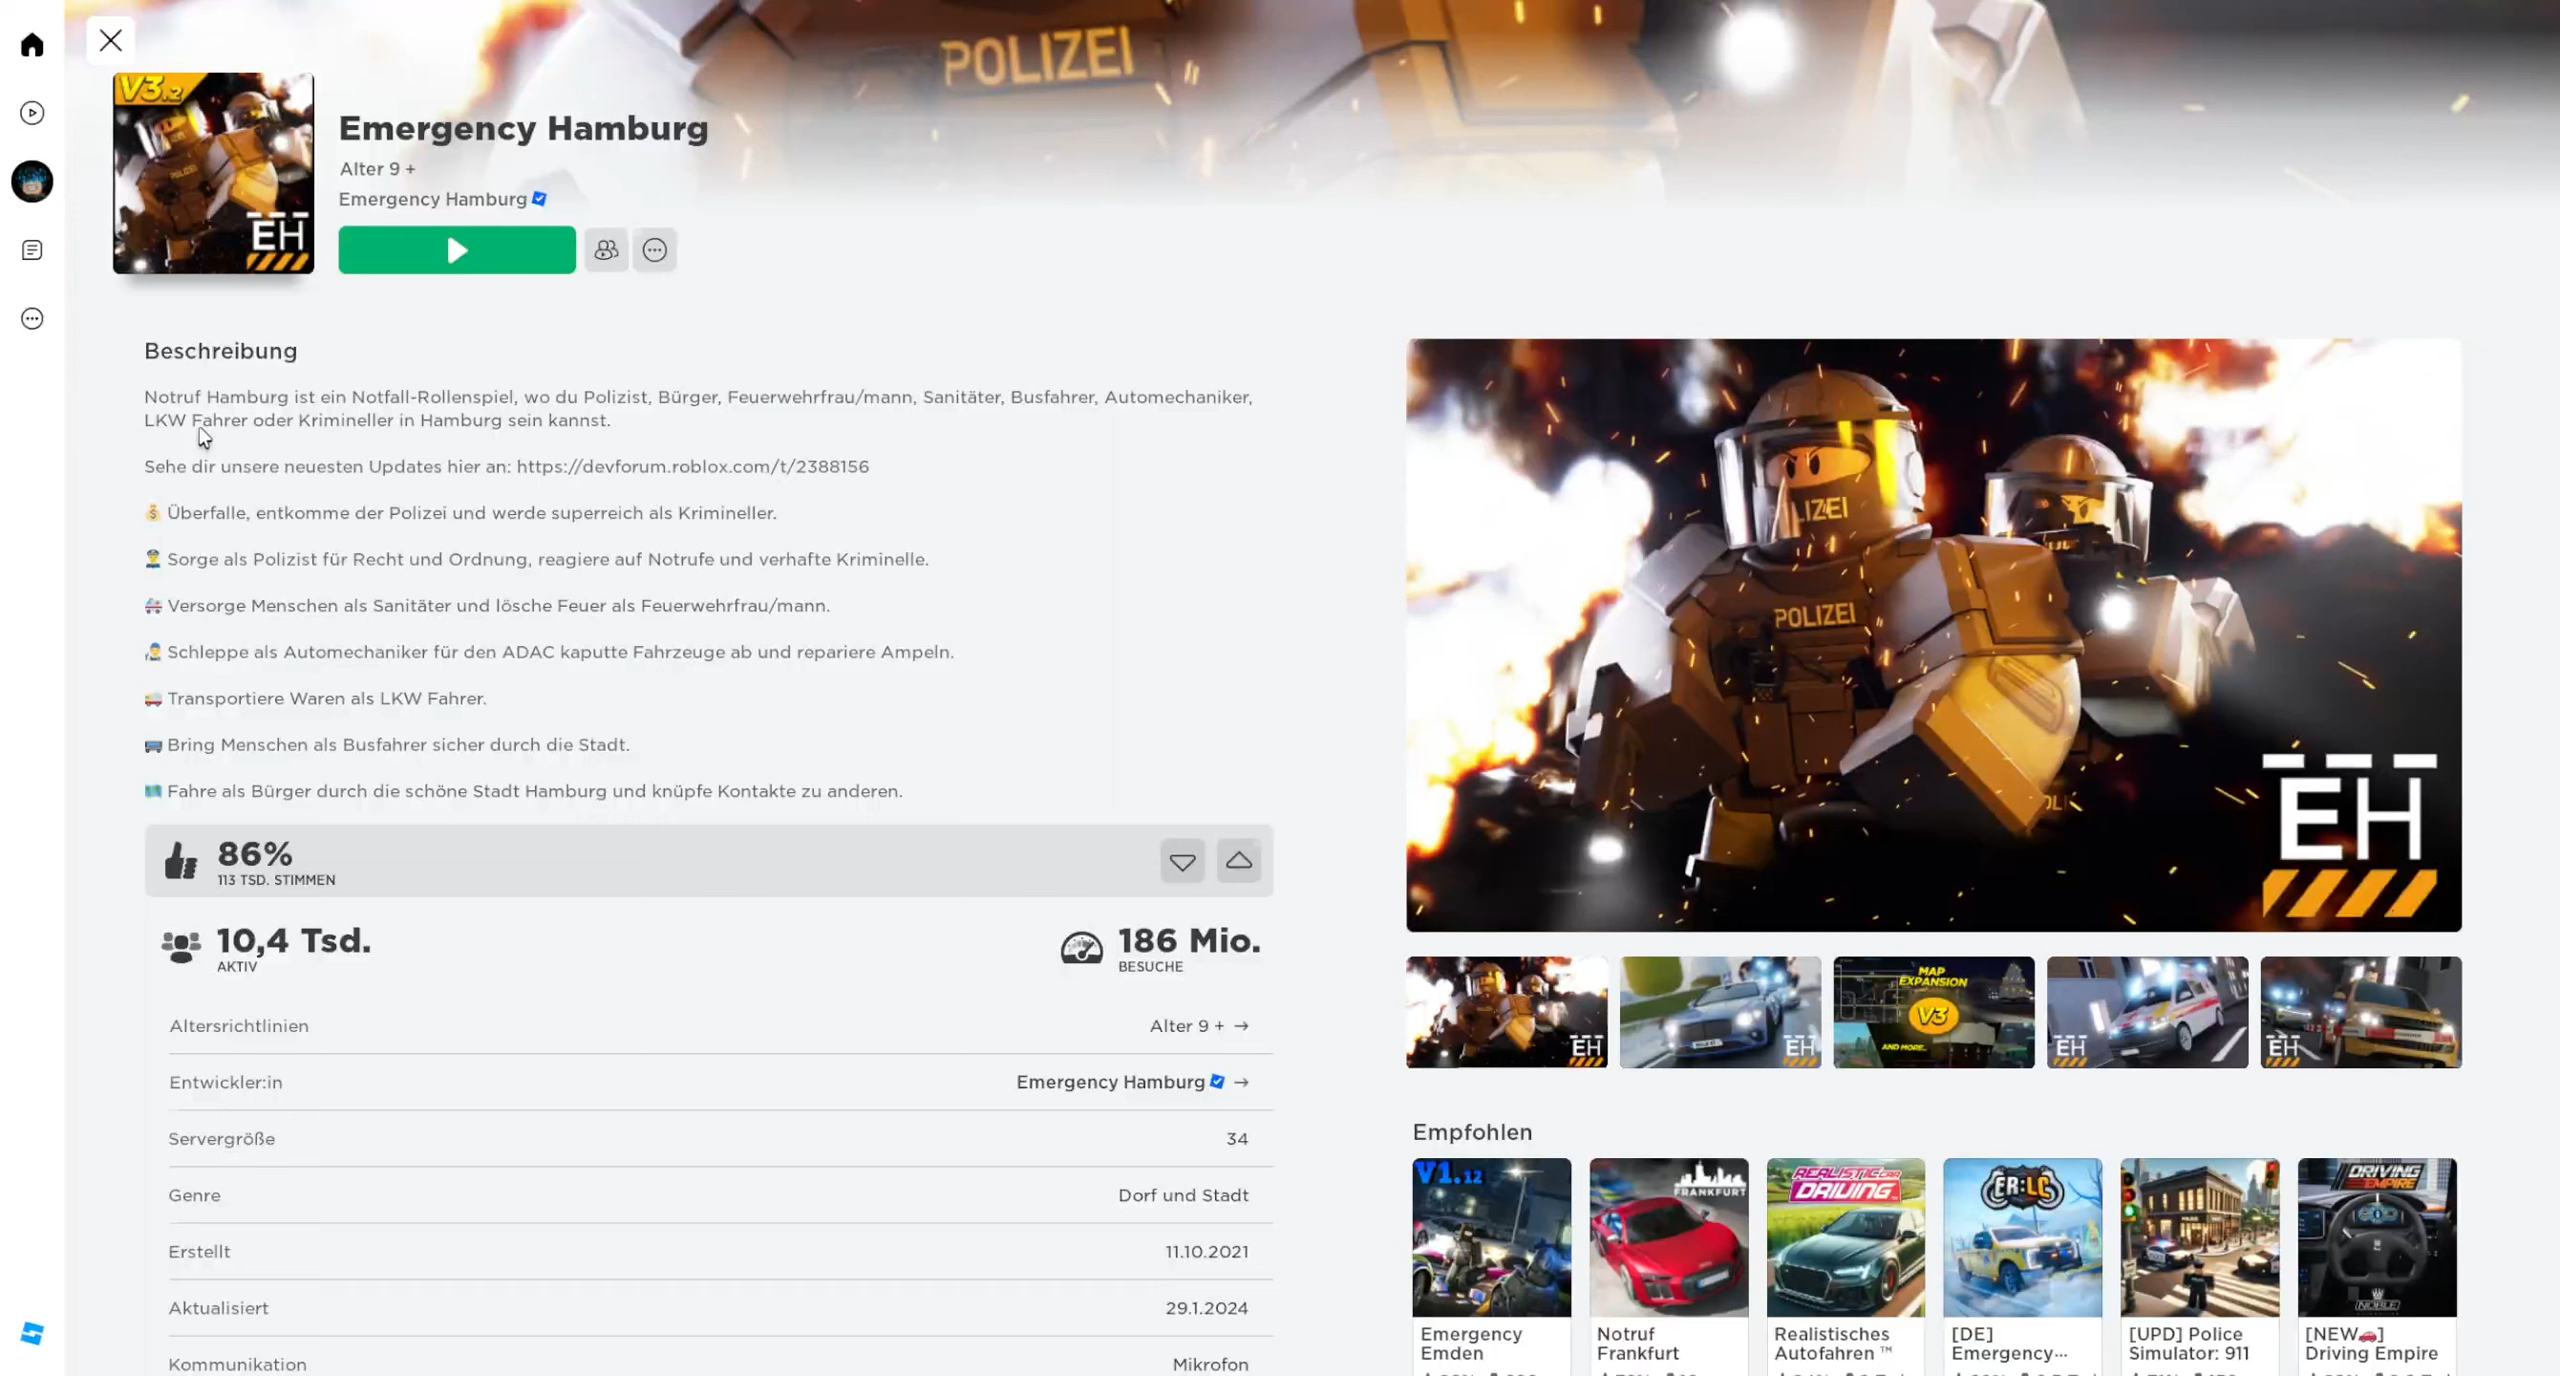 POLIZEI
V3.2
POLIZEI
EH
Emergency Hamburg
Alter 9 +
Emergency Hamburg
Beschreibung
Notruf Hamburg ist ein Notfall-Rollenspiel, wo du Polizist, Bürger, Feuerwehrfrau/mann, Sanitäter, Busfahrer, Automechaniker,
LKW Fahrer oder Krimineller in Hamburg sein kannst.
Sehe dir unsere neuesten Updates hier an: https://devforum.roblox.com/t/2388156
💰 Überfalle, entkomme der Polizei und werde superreich als Krimineller.
👮 Sorge als Polizist für Recht und Ordnung, reagiere auf Notrufe und verhafte Kriminelle.
🚑 Versorge Menschen als Sanitäter und lösche Feuer als Feuerwehrfrau/mann.
👨‍🔧 Schleppe als Automechaniker für den ADAC kaputte Fahrzeuge ab und repariere Ampeln.
🚛 Transportiere Waren als LKW Fahrer.
🚌 Bring Menschen als Busfahrer sicher durch die Stadt.
🗺️ Fahre als Bürger durch die schöne Stadt Hamburg und knüpfe Kontakte zu anderen.
86%
113 TSD. STIMMEN
10,4 Tsd.
AKTIV
186 Mio.
BESUCHE
Altersrichtlinien Alter 9 + →
Entwickler:in Emergency Hamburg →
Servergröße 34
Genre Dorf und Stadt
Erstellt 11.10.2021
Aktualisiert 29.1.2024
Kommunikation Mikrofon
LIZEI
POLIZEI
EH
EH
EH
MAP
EXPANSION
V3
AND MORE..
EH
EH
Empfohlen
V1.12
FRANKFURT
REALISTIC CAR
DRIVING
ER:LC
DRIVING
EMPIRE
NOBLE
Emergency
Emden
Notruf
Frankfurt
Realistisches
Autofahren ™
[DE]
Emergency...
[UPD] Police
Simulator: 911
[NEW🚗]
Driving Empire